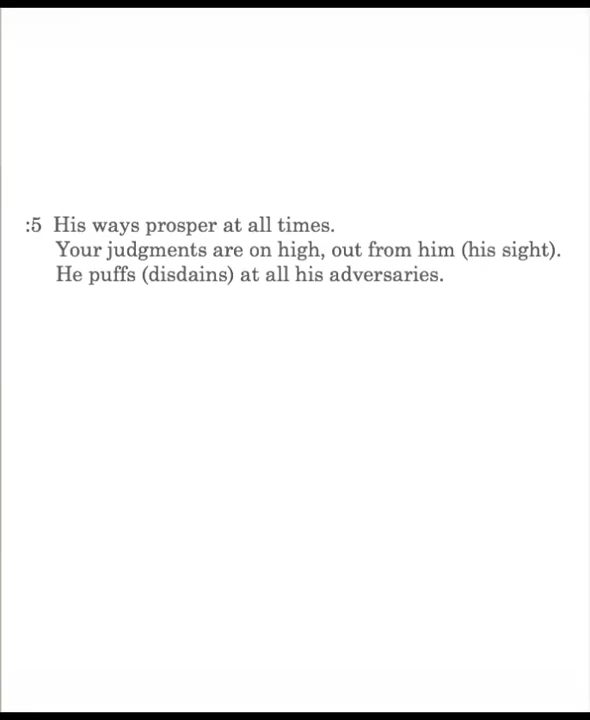 :5 His ways prosper at all times.
Your judgments are on high, out from him (his sight).
He puffs (disdains) at all his adversaries.